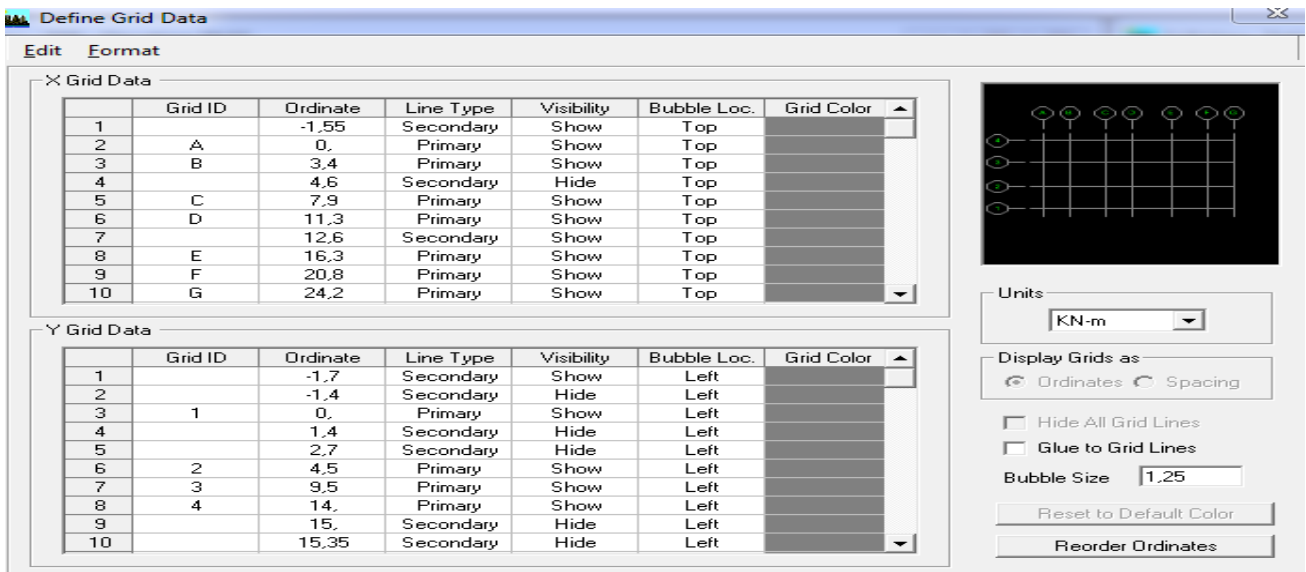 Define Grid Data
Edit Format
X Grid Data
Grid ID Ordinate Line Type Visibility Bubble Loc. Grid Color
1 -1,55 Secondary Show Top
2 A 0, Primary Show Top
3 B 3,4 Primary Show Top
4 4,6 Secondary Hide Top
5 C 7,9 Primary Show Top
6 D 11,3 Primary Show Top
7 12,6 Secondary Show Top
8 E 16,3 Primary Show Top
9 F 20,8 Primary Show Top
10 G 24,2 Primary Show Top
Y Grid Data
Grid ID Ordinate Line Type Visibility Bubble Loc. Grid Color
1 -1,7 Secondary Show Left
2 -1,4 Secondary Hide Left
3 1 0, Primary Show Left
4 1,4 Secondary Hide Left
5 2,7 Secondary Hide Left
6 2 4,5 Primary Show Left
7 3 9,5 Primary Show Left
8 4 14, Primary Show Left
9 15, Secondary Hide Left
10 15,35 Secondary Hide Left
Units
KN-m
Display Grids as
Ordinates Spacing
Hide All Grid Lines
Glue to Grid Lines
Bubble Size 1,25
Reset to Default Color
Reorder Ordinates